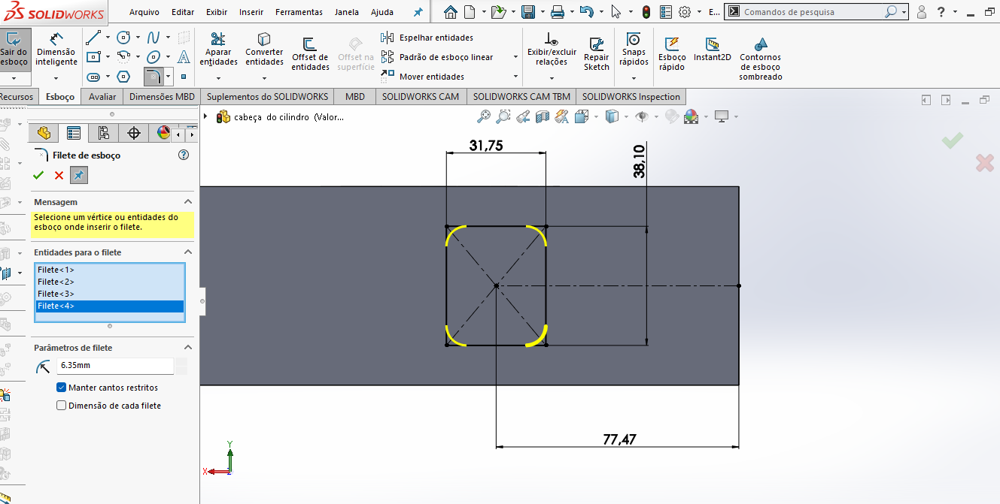 SOLIDWORKS
Arquivo Editar Exibir Inserir Ferramentas Janela Ajuda
E...
Comandos de pesquisa
?
Sair do esboço
Dimensão inteligente
Aparar entidades
Converter entidades
Offset de entidades
Offset na superfície
Espelhar entidades
Padrão de esboço linear
Mover entidades
Exibir/excluir relações
Repair Sketch
Snaps rápidos
Esboço rápido
Instant2D
Contornos de esboço sombreado
Recursos Esboço Avaliar Dimensões MBD Suplementos do SOLIDWORKS MBD SOLIDWORKS CAM SOLIDWORKS CAM TBM SOLIDWORKS Inspection
cabeça do cilindro (Valor...
Filete de esboço
Mensagem
Selecione um vértice ou entidades do
esboço onde inserir o filete.
Entidades para o filete
Filete<1>
Filete<2>
Filete<3>
Filete<4>
Parâmetros de filete
6.35mm
Manter cantos restritos
Dimensão de cada filete
31,75
38,10
77,47
Y
X
Z